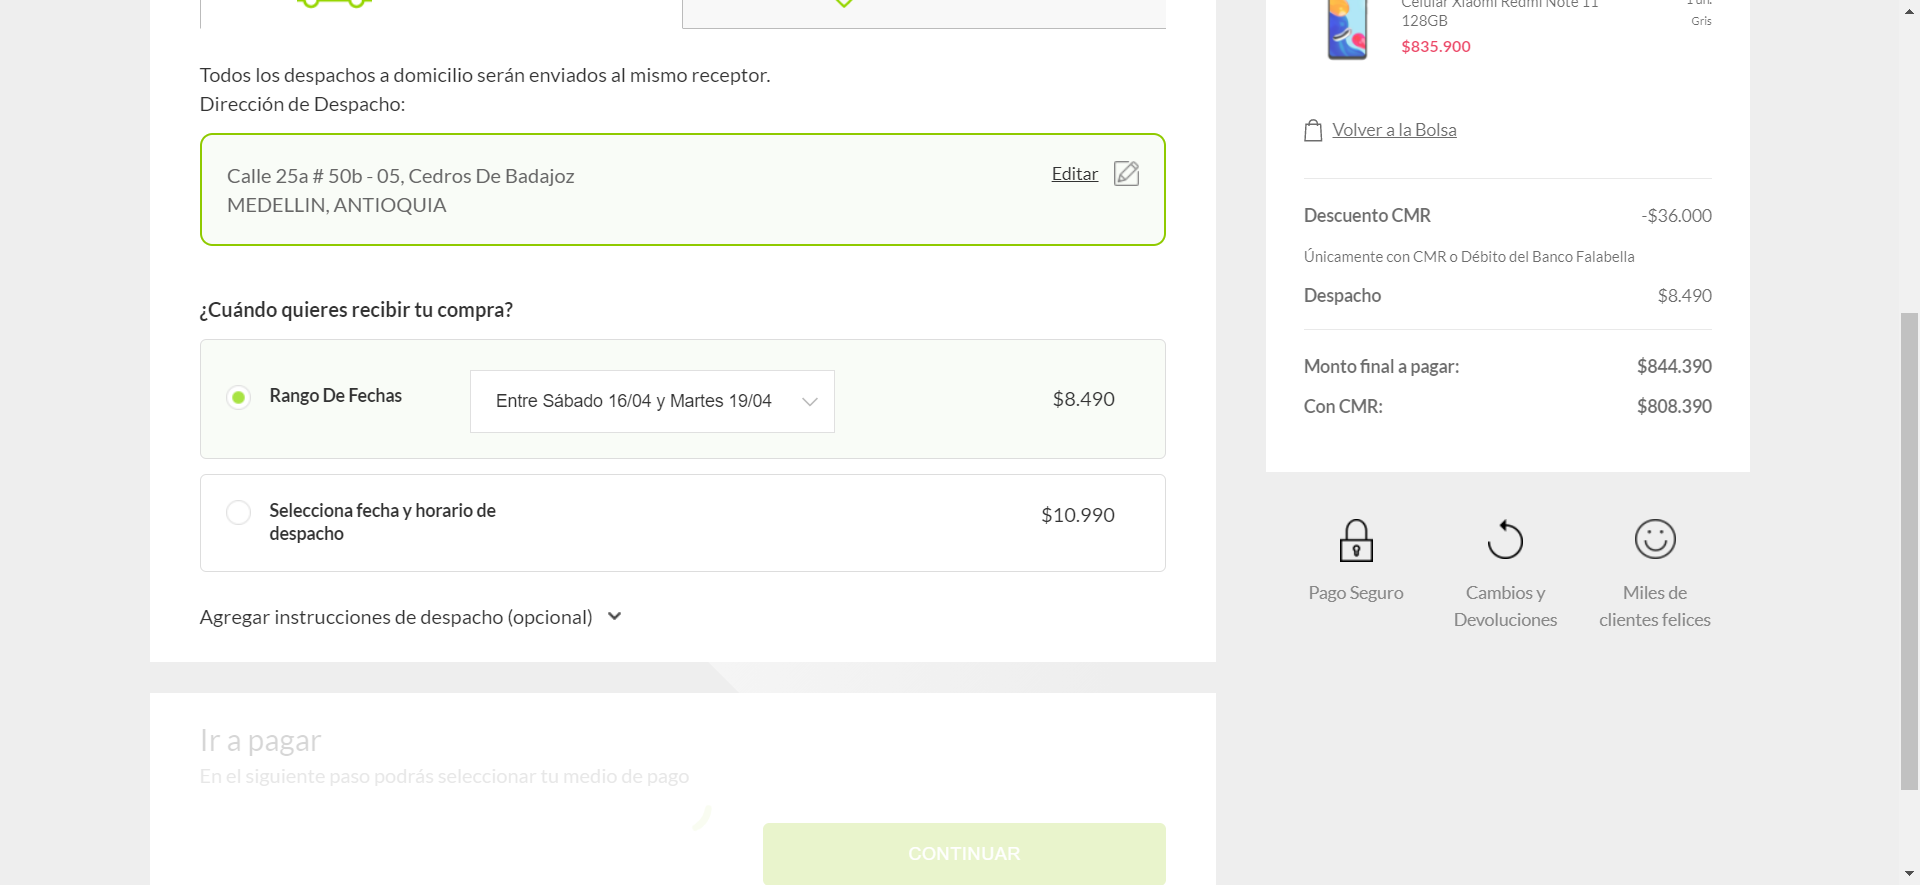 Todos los despachos a domicilio serán enviados al mismo receptor.
Dirección de Despacho:
Calle 25a # 50b - 05, Cedros De Badajoz
MEDELLIN, ANTIOQUIA
Editar
¿Cuándo quieres recibir tu compra?
Rango De Fechas
Entre Sábado 16/04 y Martes 19/04
$8.490
Selecciona fecha y horario de
despacho
$10.990
Agregar instrucciones de despacho (opcional)
Ir a pagar
En el siguiente paso podrás seleccionar tu medio de pago
CONTINUAR
Celular Xiaomi Redmi Note 11
128GB
$835.900
1 un.
Gris
Volver a la Bolsa
Descuento CMR
-$36.000
Únicamente con CMR o Débito del Banco Falabella
Despacho
$8.490
Monto final a pagar:
$844.390
Con CMR:
$808.390
Pago Seguro
Cambios y
Devoluciones
Miles de
clientes felices